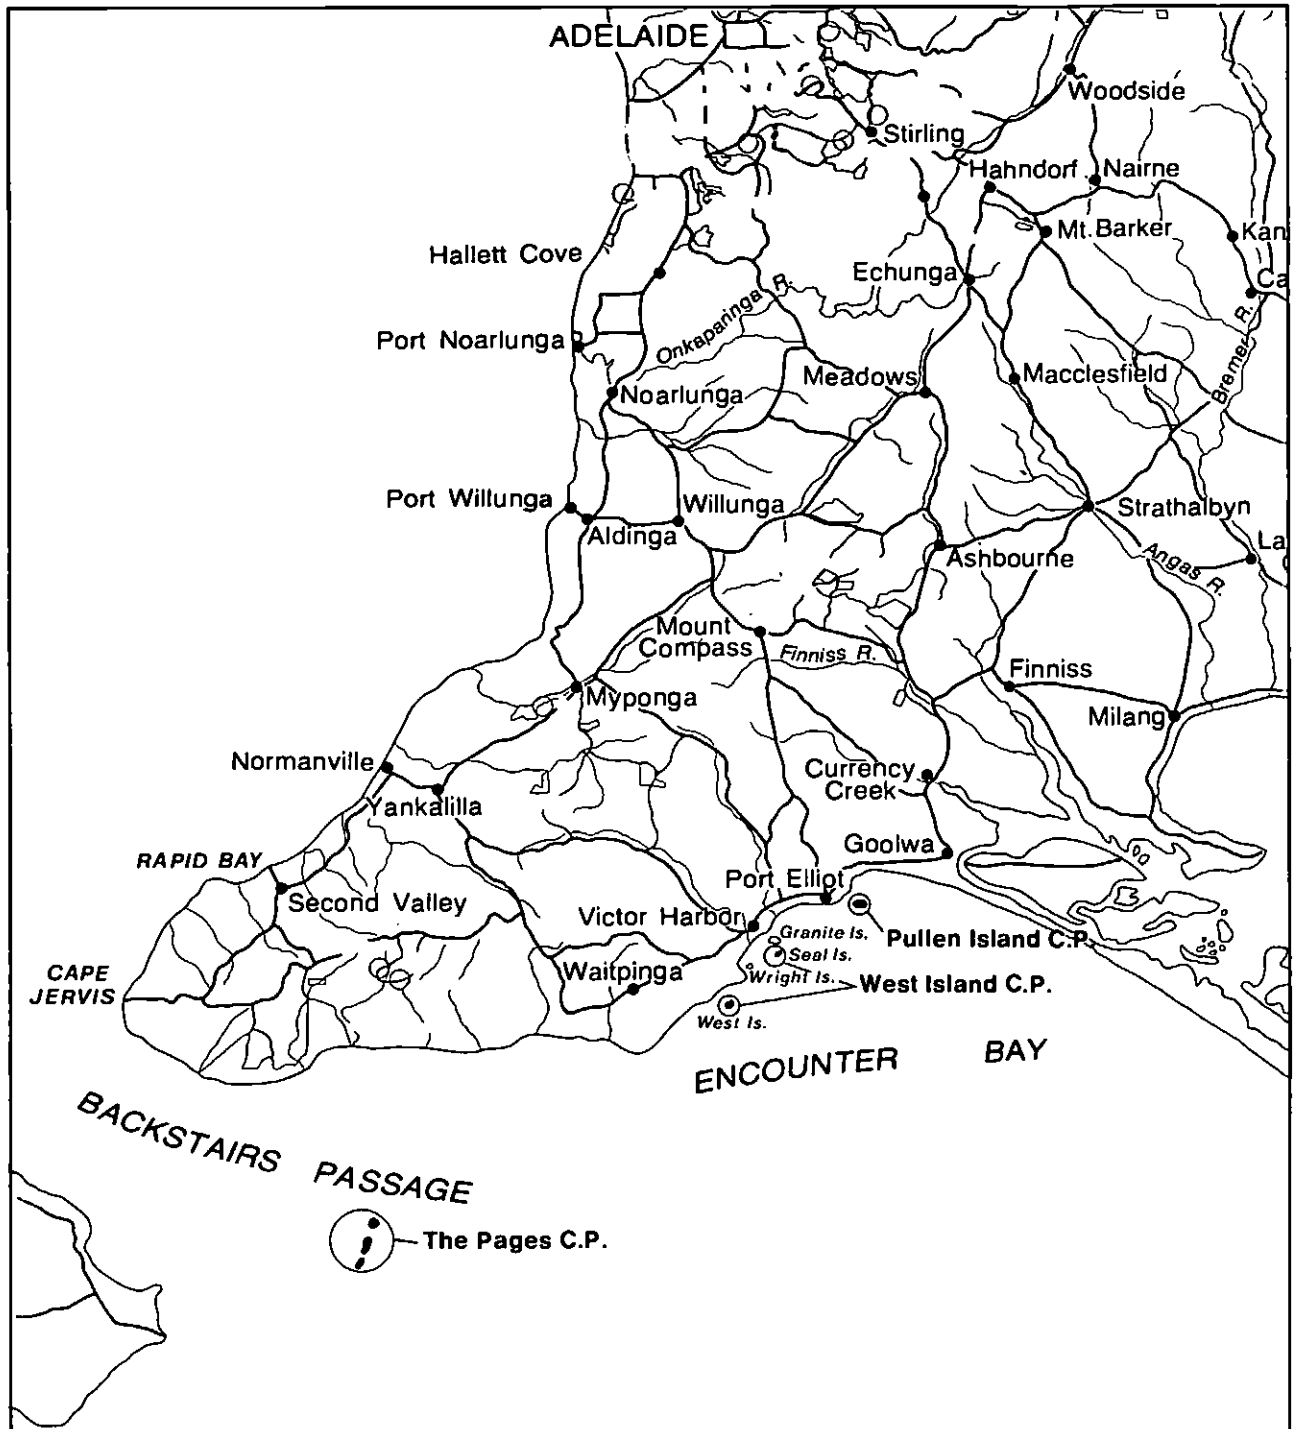 ADELAIDE
Woodside
Stirling
Hahndorf
Nairne
Mt. Barker
Kan
Hallett Cove
Echunga
Ca
Onkaparinga R.
Bremer R.
Port Noarlunga
Meadows
Macclesfield
Noarlunga
Port Willunga
Willunga
Strathalbyn
Aldinga
Ashbourne
Angas R.
La
Mount
Compass
Finniss R.
Finniss
Myponga
Milang
Normanville
Currency
Creek
Yankalilla
Goolwa
RAPID BAY
Port Elliot
Second Valley
Victor Harbor
Granite Is.
Pullen Island C.P.
Seal Is.
Waitpinga
Wright Is.
West Island C.P.
CAPE
JERVIS
West Is.
ENCOUNTER BAY
BACKSTAIRS PASSAGE
The Pages C.P.